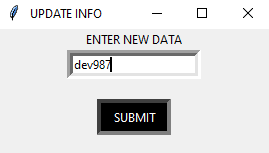 UPDATE INFO
ENTER NEW DATA
dev987
SUBMIT